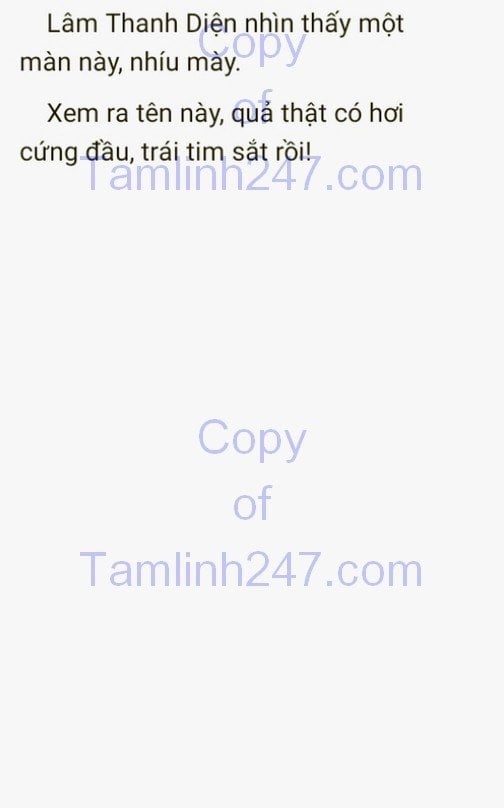 Lâm Thanh Diện nhìn thấy một
màn này, nhíu mày.
Xem ra tên này, quả thật có hơi
cứng đầu, trái tim sắt rồi!
Copy
of
Tamlinh247.com
Copy
of
Tamlinh247.com